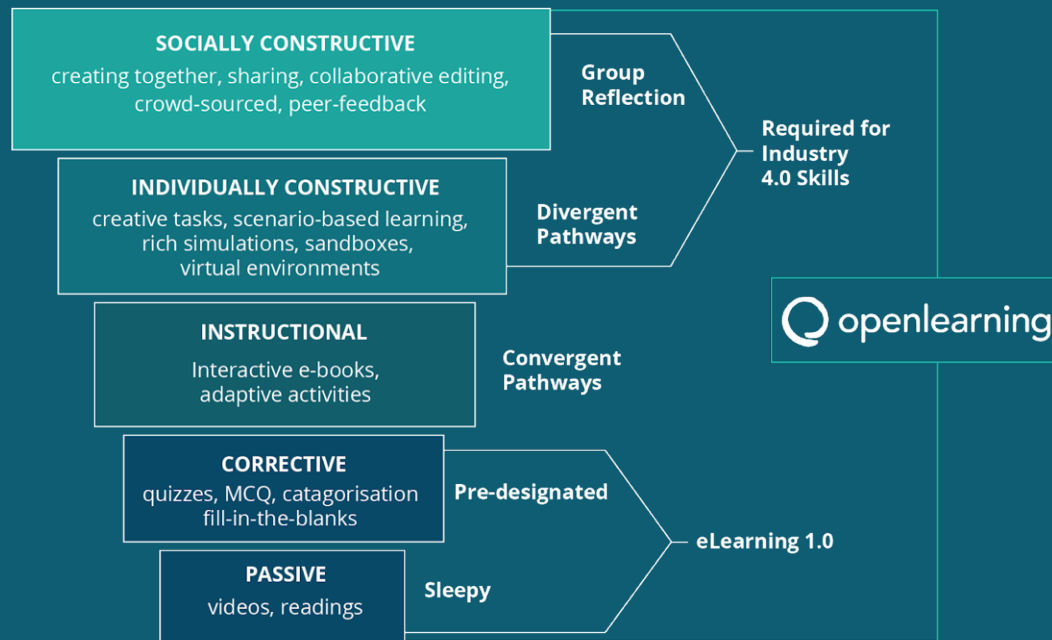 SOCIALLY CONSTRUCTIVE
creating together, sharing, collaborative editing,
crowd-sourced, peer-feedback
Group
Reflection
Required for
Industry
4.0 Skills
INDIVIDUALLY CONSTRUCTIVE
creative tasks, scenario-based learning,
rich simulations, sandboxes,
virtual environments
Divergent
Pathways
openlearning
INSTRUCTIONAL
Interactive e-books,
adaptive activities
Convergent
Pathways
CORRECTIVE
quizzes, MCQ, catagorisation
fill-in-the-blanks
Pre-designated
eLearning 1.0
PASSIVE
videos, readings
Sleepy